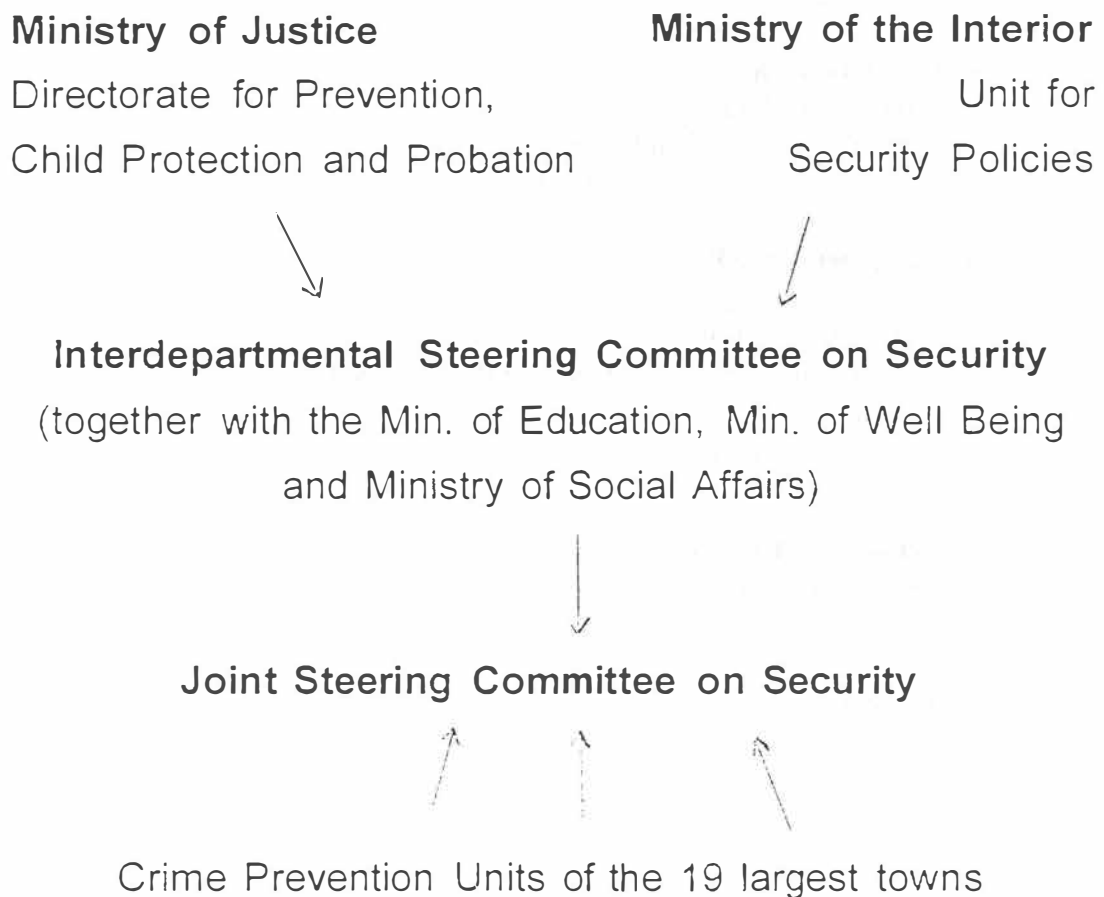 Ministry of Justice
Directorate for Prevention,
Child Protection and Probation
Ministry of the Interior
Unit for
Security Policies
Interdepartmental Steering Committee on Security
(together with the Min. of Education, Min. of Well Being
and Ministry of Social Affairs)
Joint Steering Committee on Security
Crime Prevention Units of the 19 largest towns